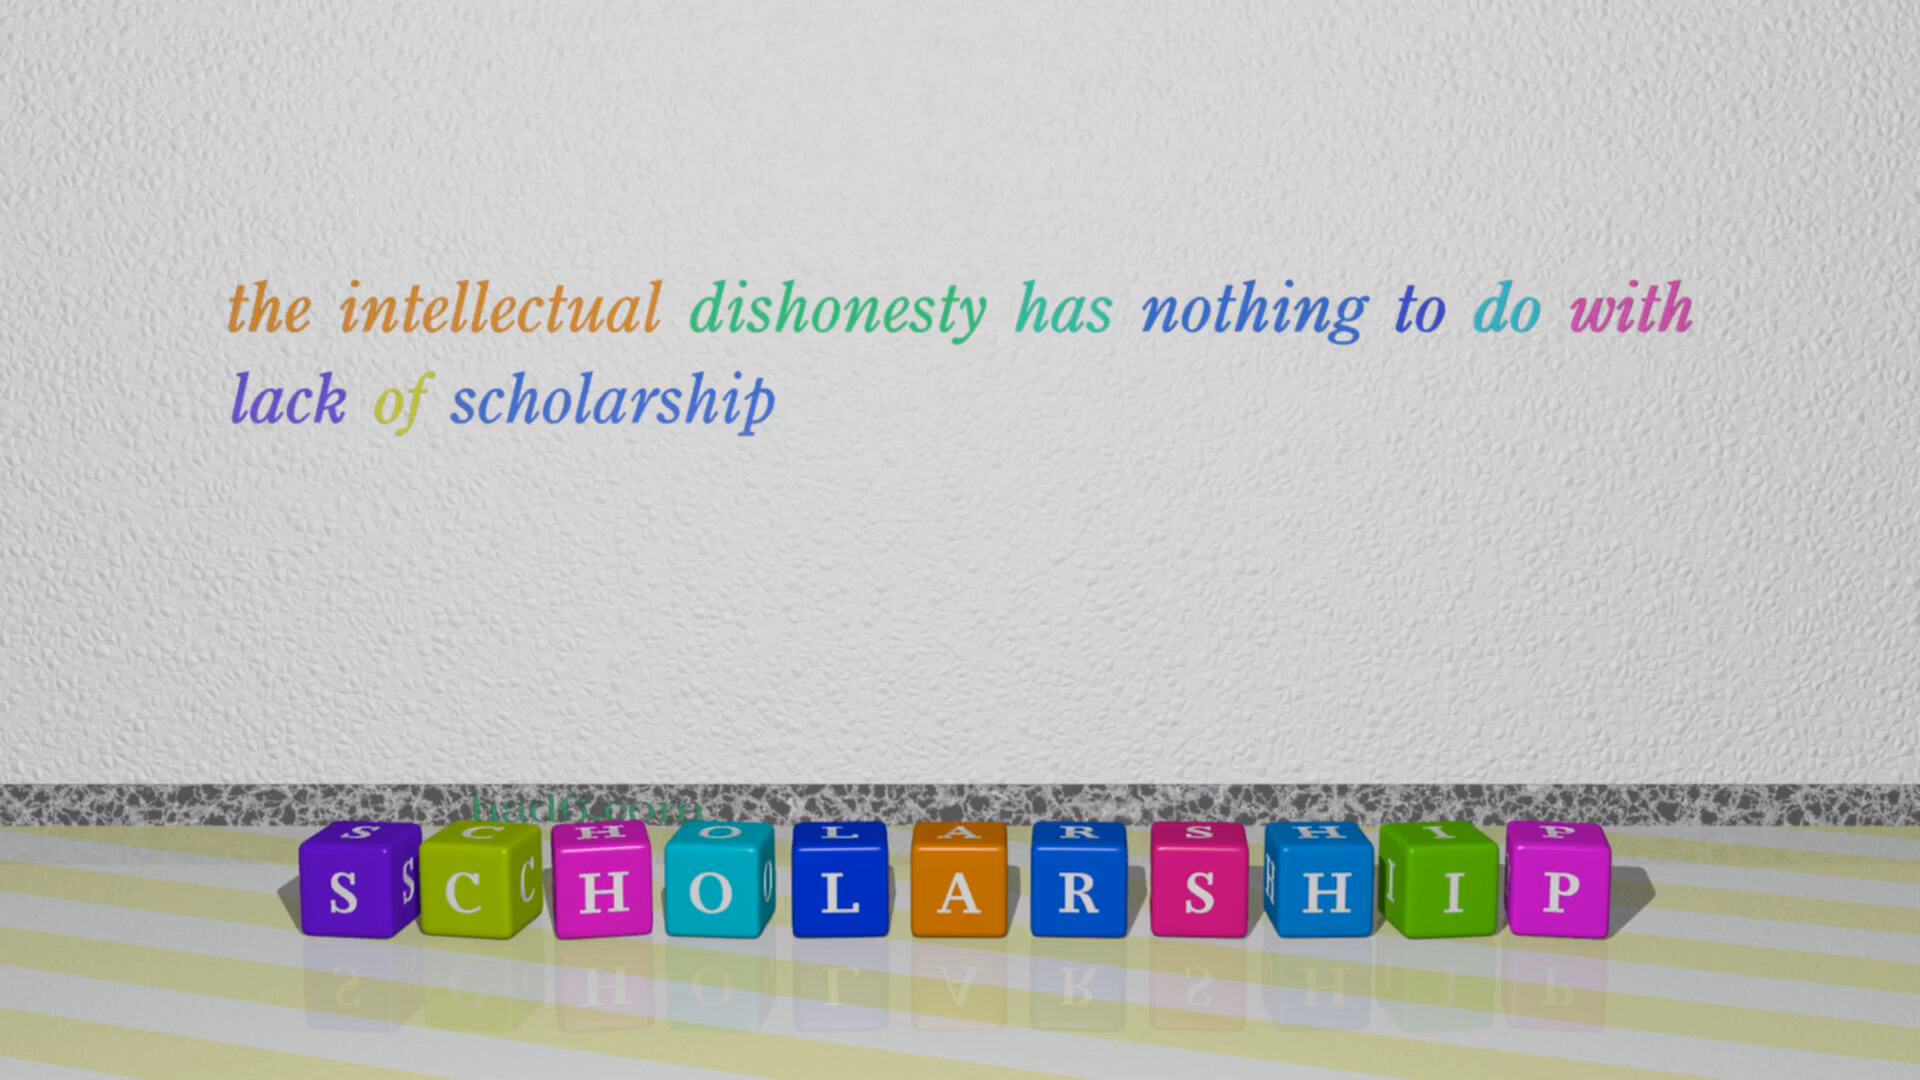 the intellectual dishonesty has nothing to do with
lack of scholarship
SCHOLARSHIP